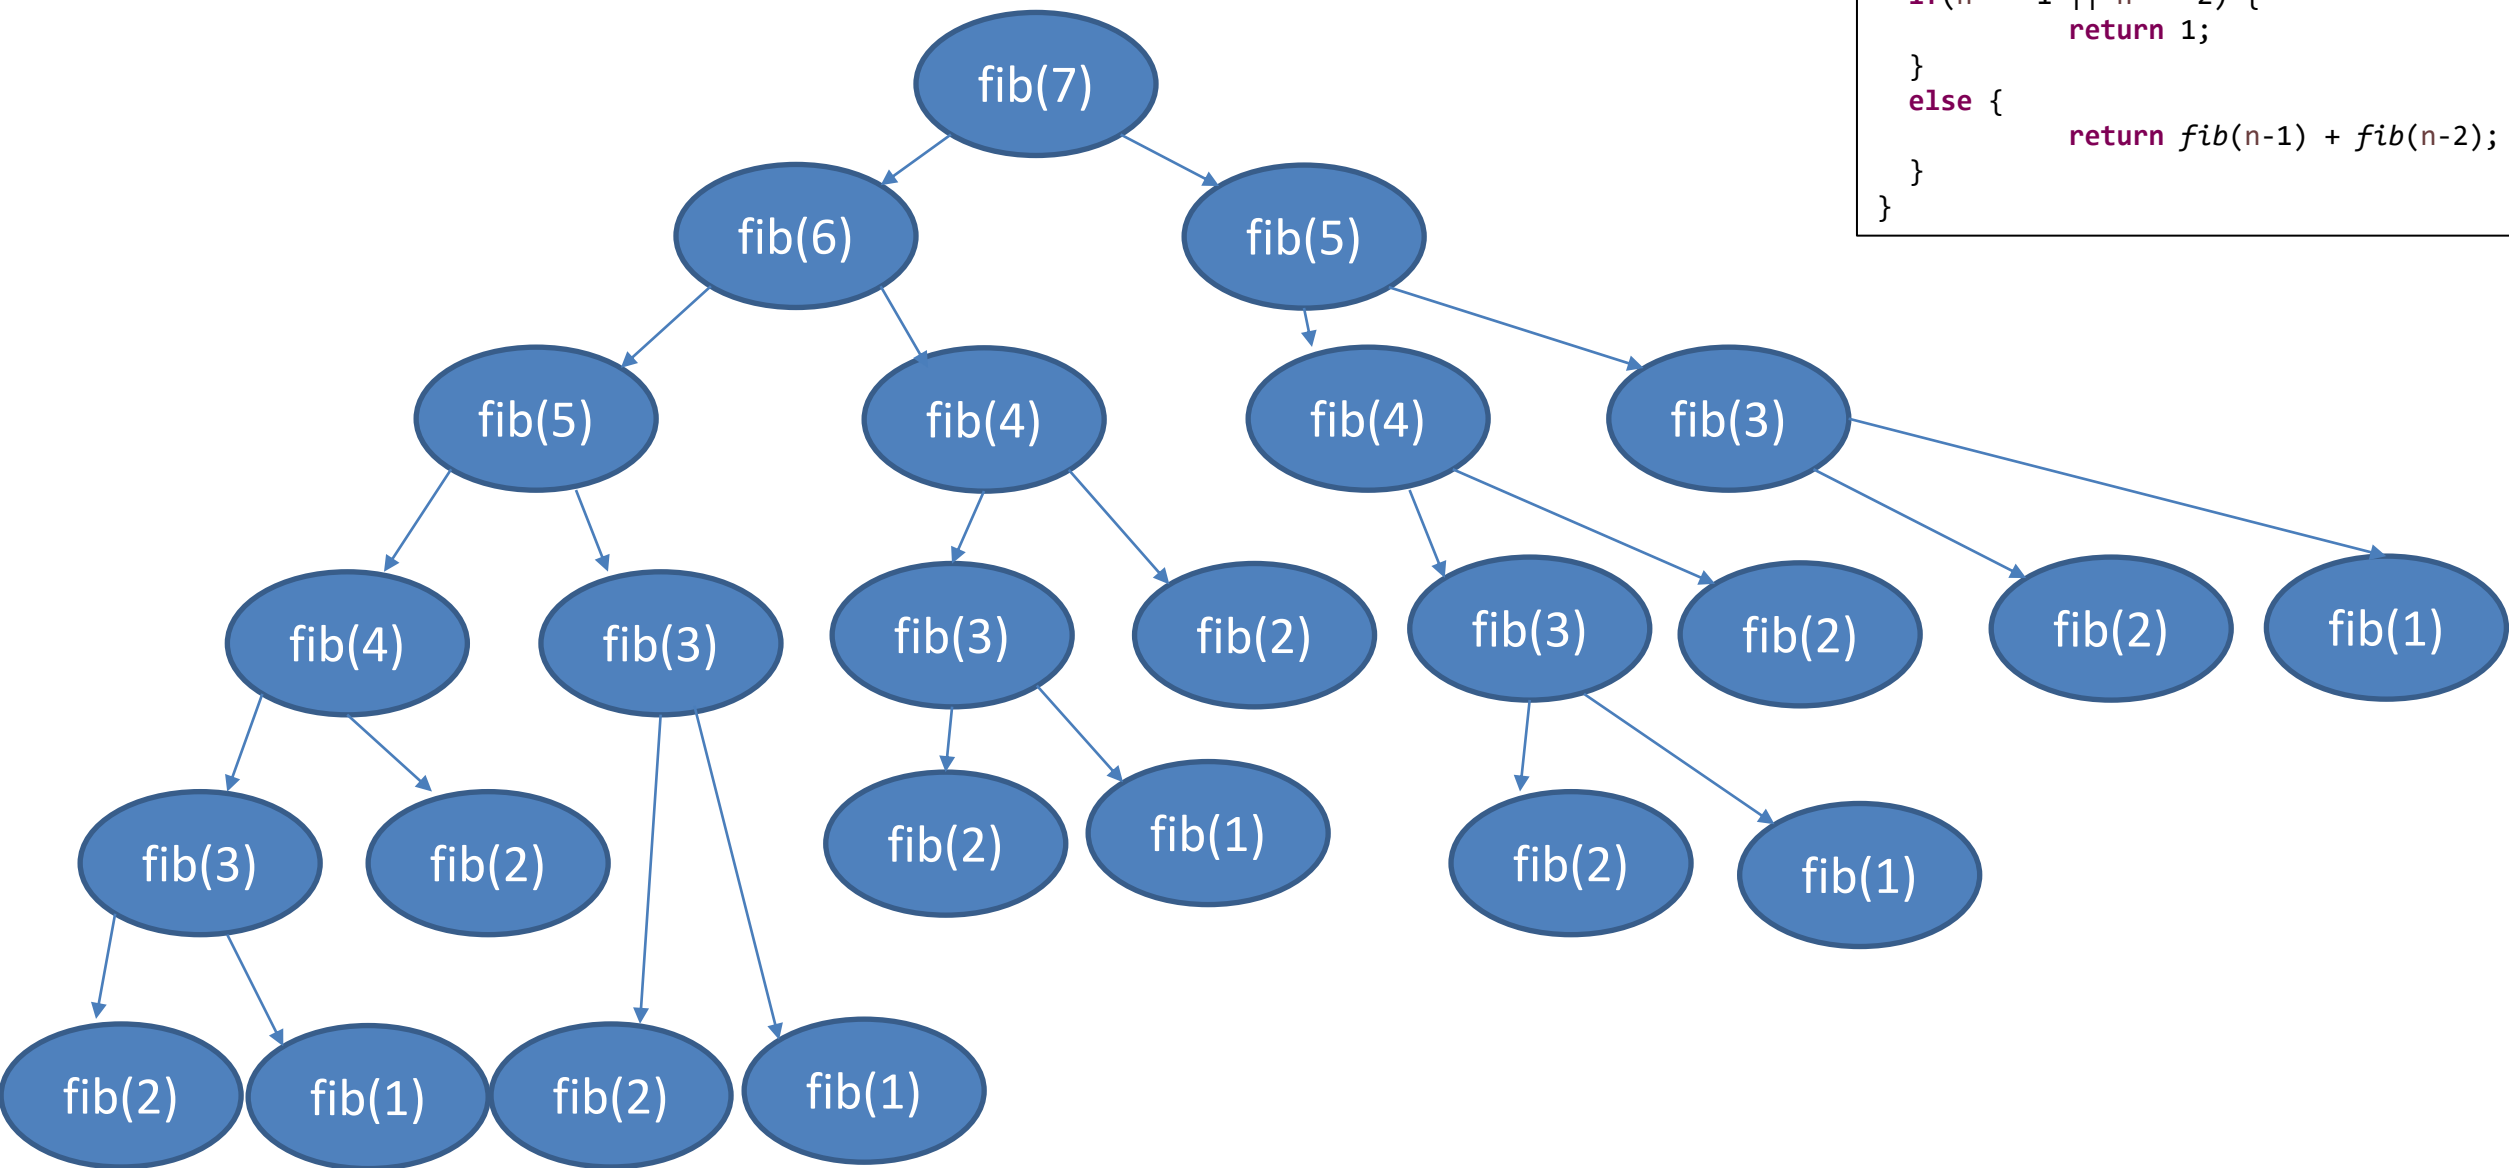 if(n == 1 || n == 2) {
return 1;
}
else {
return fib(n-1) + fib(n-2);
}
}
fib(7)
fib(6)
fib(5)
fib(5)
fib(4)
fib(4)
fib(3)
fib(4)
fib(3)
fib(3)
fib(2)
fib(3)
fib(2)
fib(2)
fib(1)
fib(3)
fib(2)
fib(2)
fib(1)
fib(2)
fib(1)
fib(2)
fib(1)
fib(2)
fib(1)